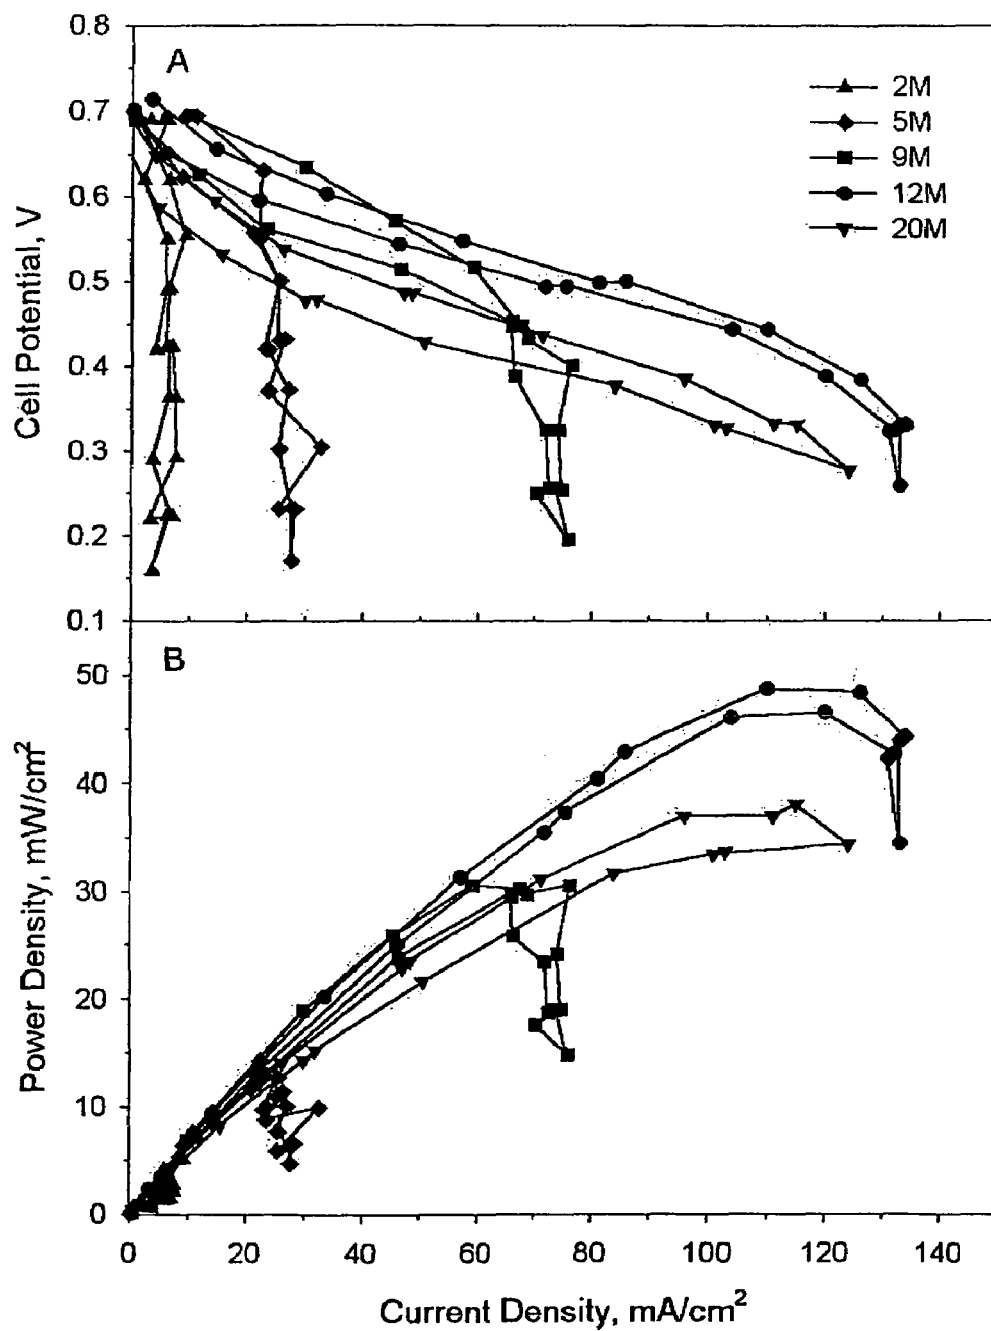 A
0.8
0.7
0.6
0.5
0.4
0.3
0.2
0.1
Cell Potential, V
2M
5M
9M
12M
20M
B
50
40
30
20
10
0
Power Density, mW/cm²
0 20 40 60 80 100 120 140
Current Density, mA/cm²